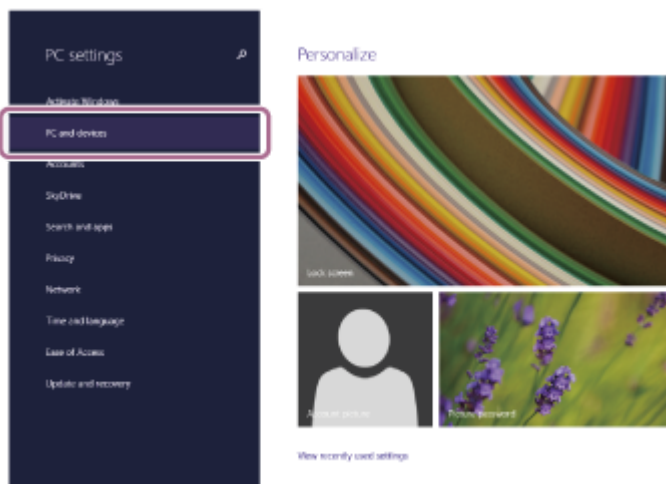 PC settings
Activate Windows
PC and devices
Accounts
SkyDrive
Search and apps
Privacy
Network
Time and language
Ease of Access
Update and recovery
Personalize
Lock screen
Account picture
Picture password
View recently used settings